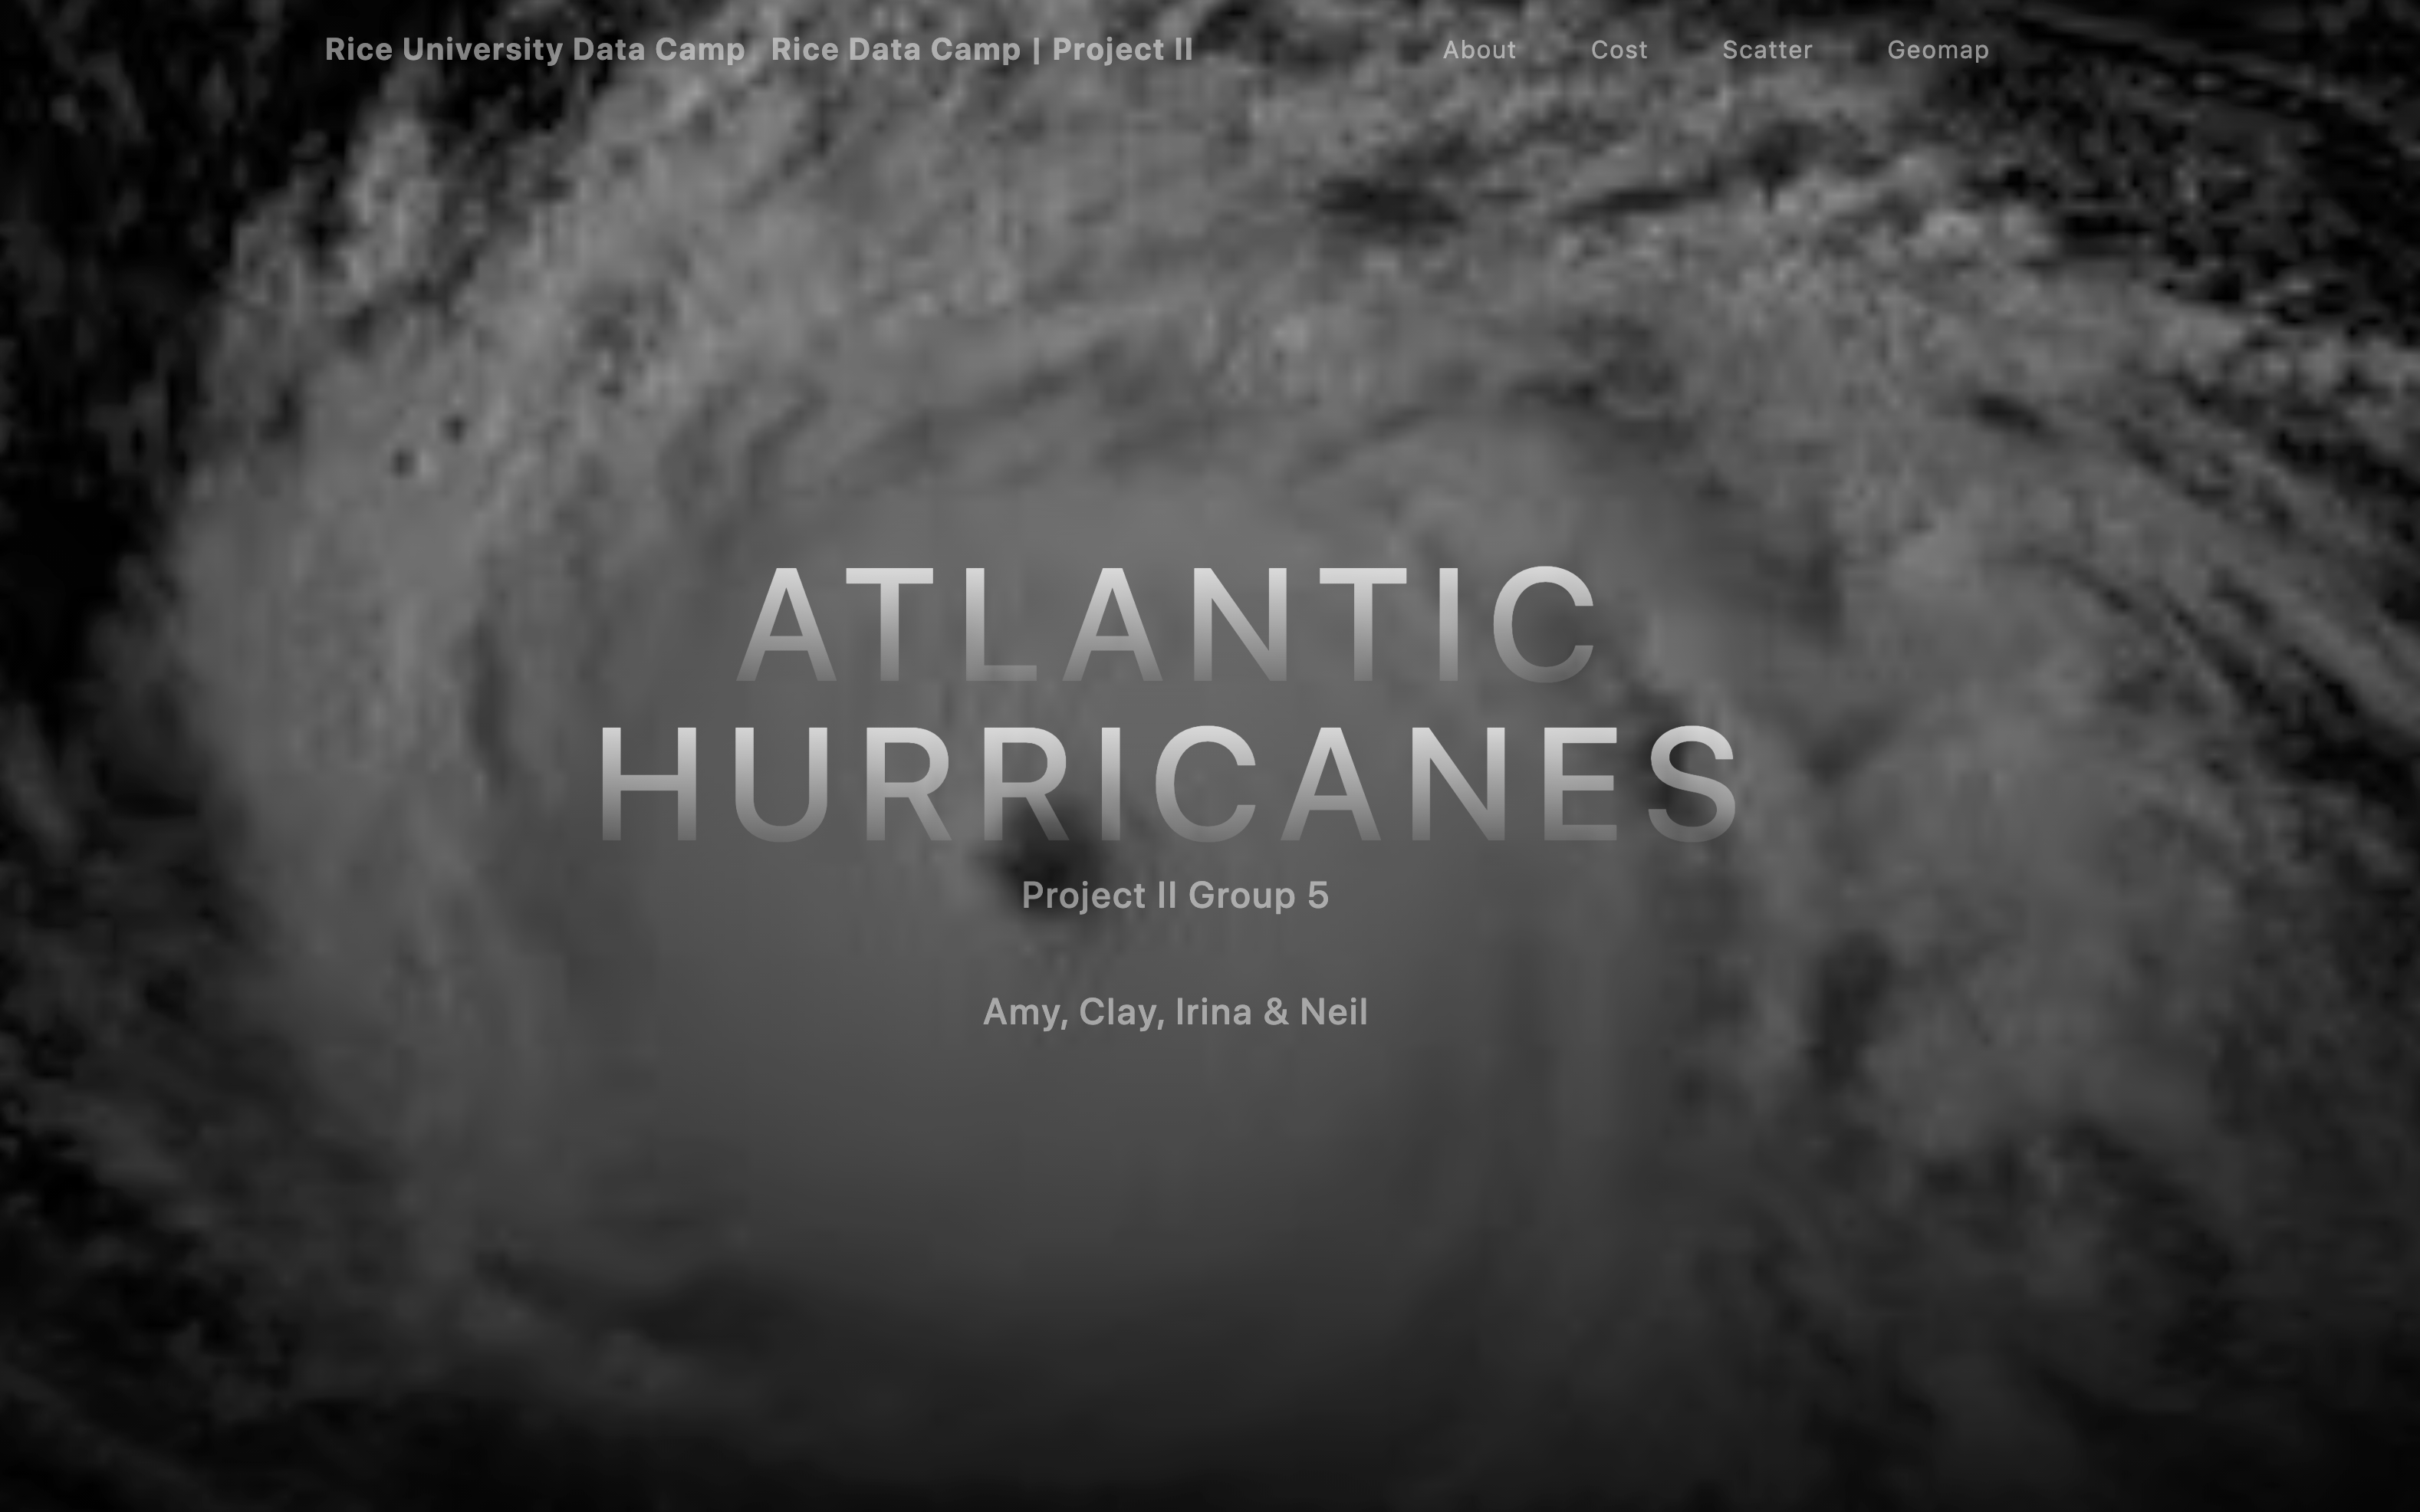 Rice University Data Camp Rice Data Camp | Project II About Cost Scatter Geomap
ATLANTIC
HURRICANES
Project II Group 5
Amy, Clay, Irina & Neil